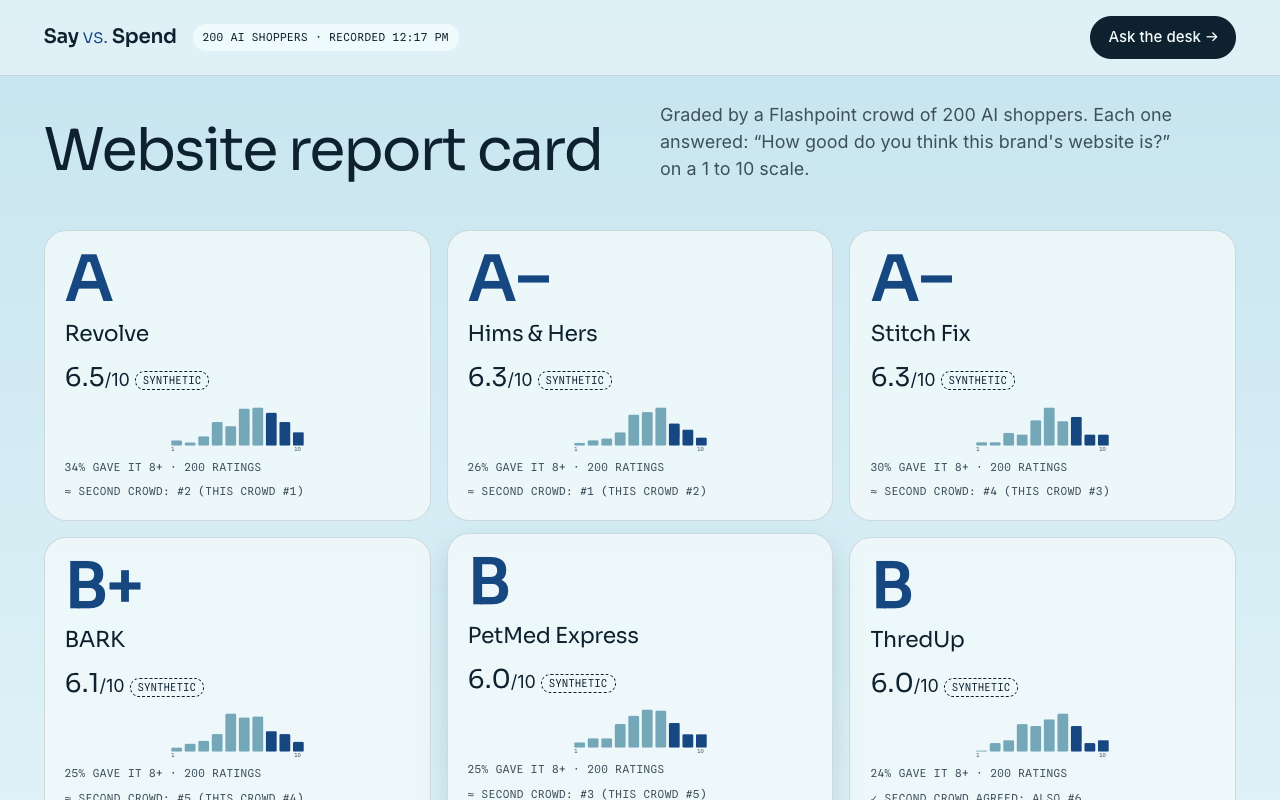 Say vs. Spend
200 AI SHOPPERS · RECORDED 12:17 PM
Ask the desk →
Website report card
Graded by a Flashpoint crowd of 200 AI shoppers. Each one
answered: “How good do you think this brand's website is?”
on a 1 to 10 scale.
A
Revolve
6.5/10 SYNTHETIC
1 10
34% GAVE IT 8+ · 200 RATINGS
≈ SECOND CROWD: #2 (THIS CROWD #1)
A−
Hims & Hers
6.3/10 SYNTHETIC
1 10
26% GAVE IT 8+ · 200 RATINGS
≈ SECOND CROWD: #1 (THIS CROWD #2)
A−
Stitch Fix
6.3/10 SYNTHETIC
1 10
30% GAVE IT 8+ · 200 RATINGS
≈ SECOND CROWD: #4 (THIS CROWD #3)
B+
BARK
6.1/10 SYNTHETIC
1 10
25% GAVE IT 8+ · 200 RATINGS
≈ SECOND CROWD: #5 (THIS CROWD #4)
B
PetMed Express
6.0/10 SYNTHETIC
1 10
25% GAVE IT 8+ · 200 RATINGS
≈ SECOND CROWD: #3 (THIS CROWD #5)
B
ThredUp
6.0/10 SYNTHETIC
1 10
24% GAVE IT 8+ · 200 RATINGS
✓ SECOND CROWD AGREED: ALSO #6